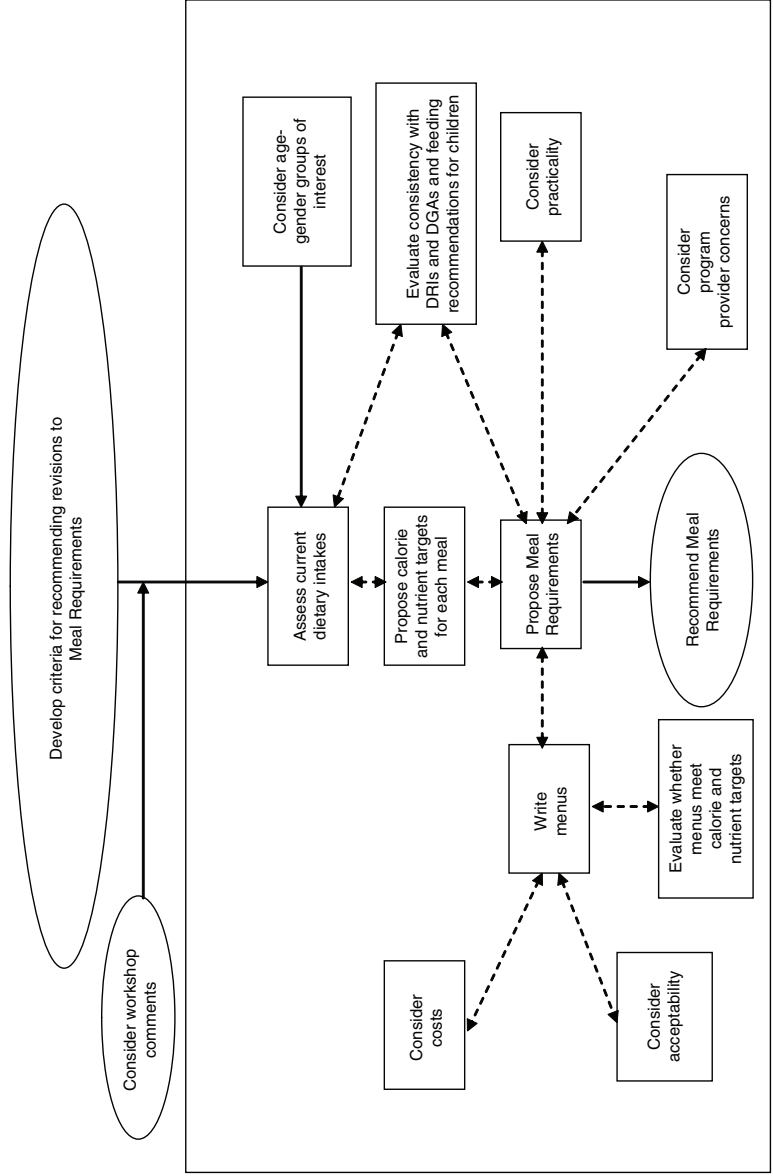 Develop criteria for recommending revisions to
Meal Requirements
Consider workshop
comments
Consider age-
gender groups of
interest
Assess current
dietary intakes
Evaluate consistency with
DRIs and DGAs and feeding
recommendations for children
Propose calorie
and nutrient targets
for each meal
Consider
costs
Consider
practicality
Propose Meal
Requirements
Write
menus
Consider
program
provider concerns
Recommend Meal
Requirements
Evaluate whether
menus meet
calorie and
nutrient targets
Consider
acceptability